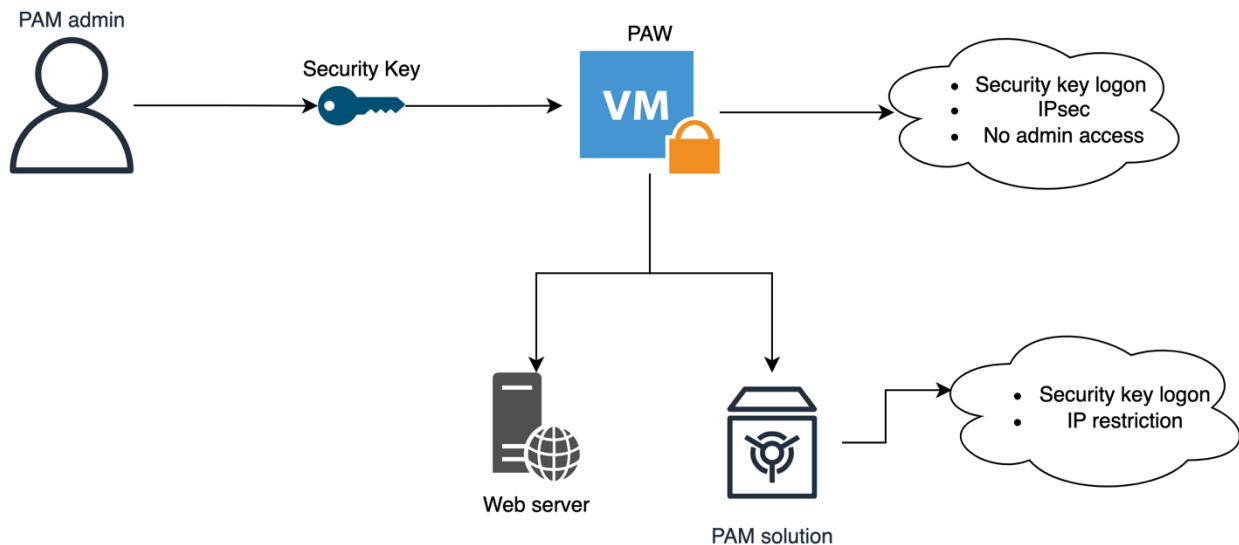 PAM admin
Security Key
PAW
VM
• Security key logon
• IPsec
• No admin access
Web server
PAM solution
• Security key logon
• IP restriction